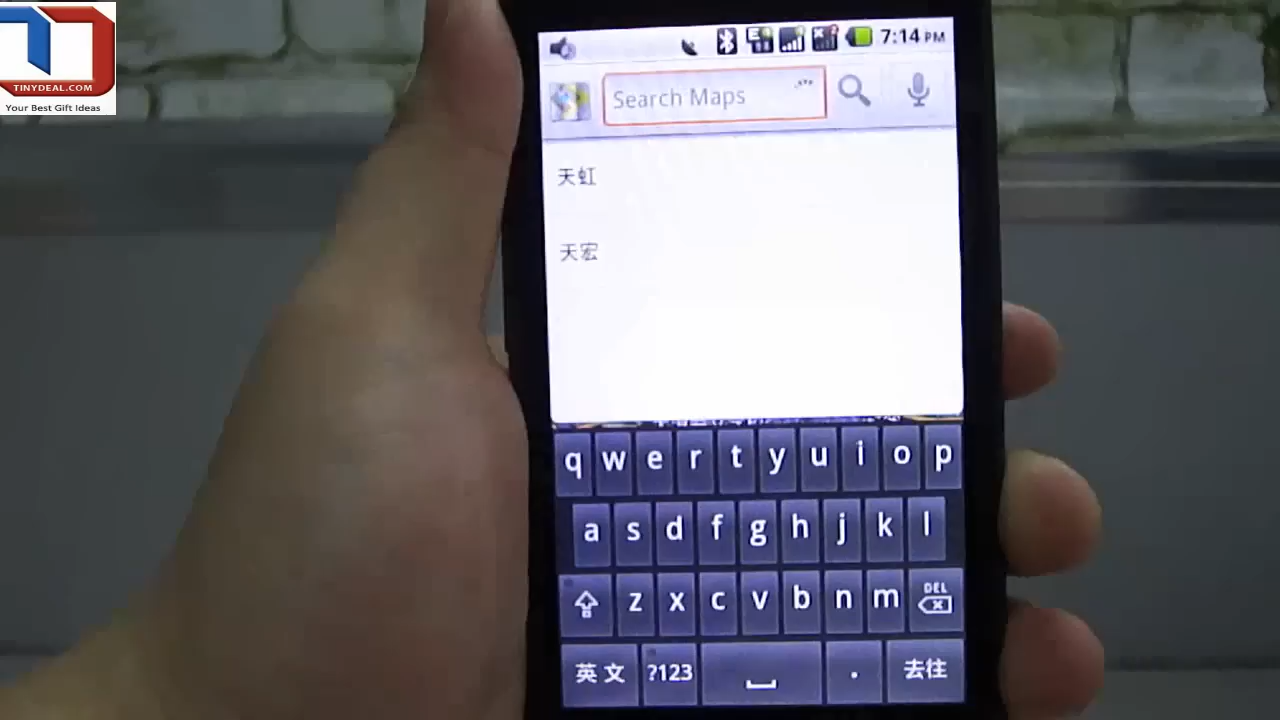 TINYDEAL.COM
Your Best Gift Ideas
7:14 PM
Search Maps
天虹
天宏
q w e r t y u i o p
a s d f g h j k l
z x c v b n m DEL
英文 ?123 . 去往